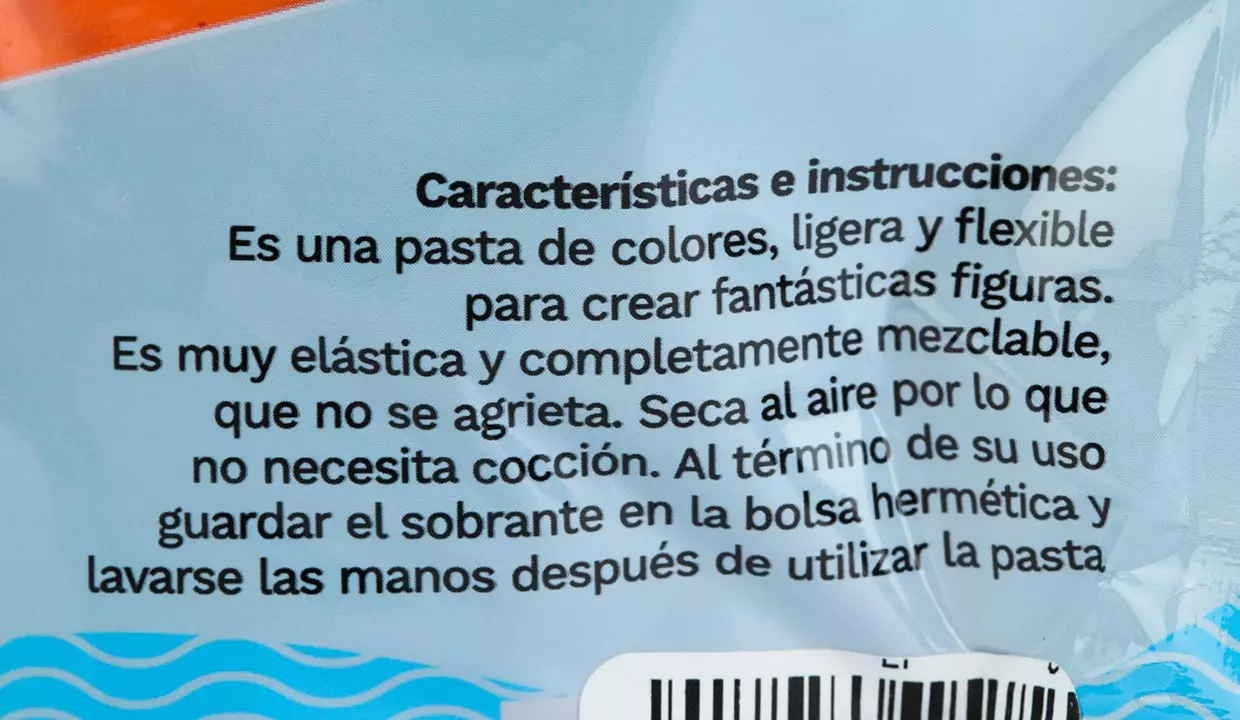 Características e instrucciones:
Es una pasta de colores, ligera y flexible
para crear fantásticas figuras.
Es muy elástica y completamente mezclable,
que no se agrieta. Seca al aire por lo que
no necesita cocción. Al término de su uso
guardar el sobrante en la bolsa hermética y
lavarse las manos después de utilizar la pasta